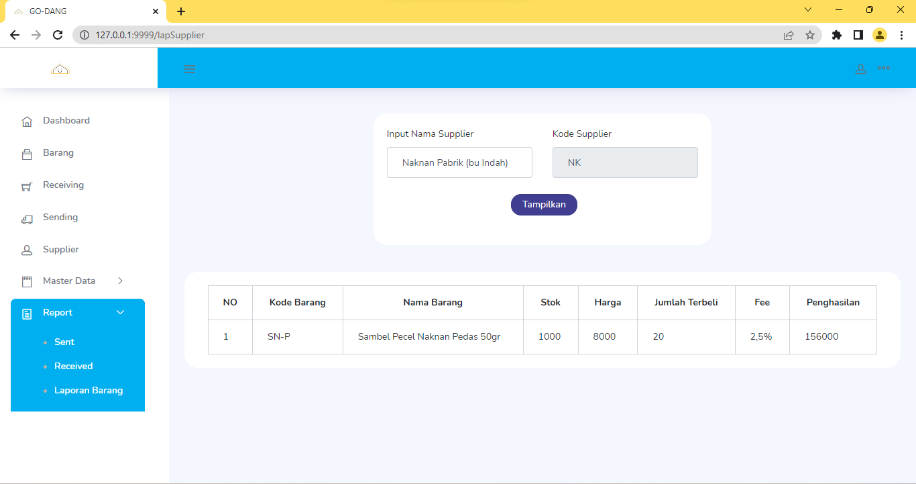 GO-DANG
127.0.0.1:9999/lapSupplier
Dashboard
Barang
Receiving
Sending
Supplier
Master Data
Report
Sent
Received
Laporan Barang
Input Nama Supplier Kode Supplier
Naknan Pabrik (bu Indah) NK
Tampilkan
NO Kode Barang Nama Barang Stok Harga Jumlah Terbeli Fee Penghasilan
1 SN-P Sambel Pecel Naknan Pedas 50gr 1000 8000 20 2,5% 156000